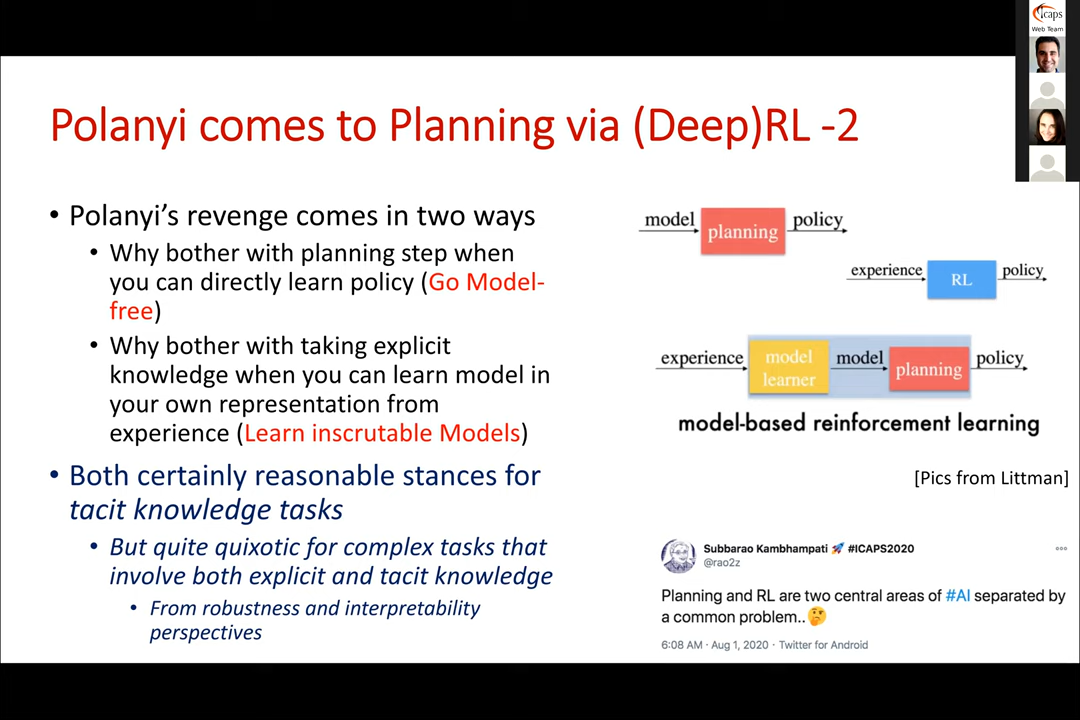 icaps
Web Team
Polanyi comes to Planning via (Deep)RL -2
• Polanyi's revenge comes in two ways
• Why bother with planning step when
you can directly learn policy (Go Model-
free)
• Why bother with taking explicit
knowledge when you can learn model in
your own representation from
experience (Learn inscrutable Models)
• Both certainly reasonable stances for
tacit knowledge tasks
• But quite quixotic for complex tasks that
involve both explicit and tacit knowledge
• From robustness and interpretability
perspectives
model planning policy
experience RL policy
experience model learner model planning policy
model-based reinforcement learning
[Pics from Littman]
Subbarao Kambhampati 🚀 #ICAPS2020
@rao2z
Planning and RL are two central areas of #AI separated by
a common problem..🤔
6:08 AM · Aug 1, 2020 · Twitter for Android